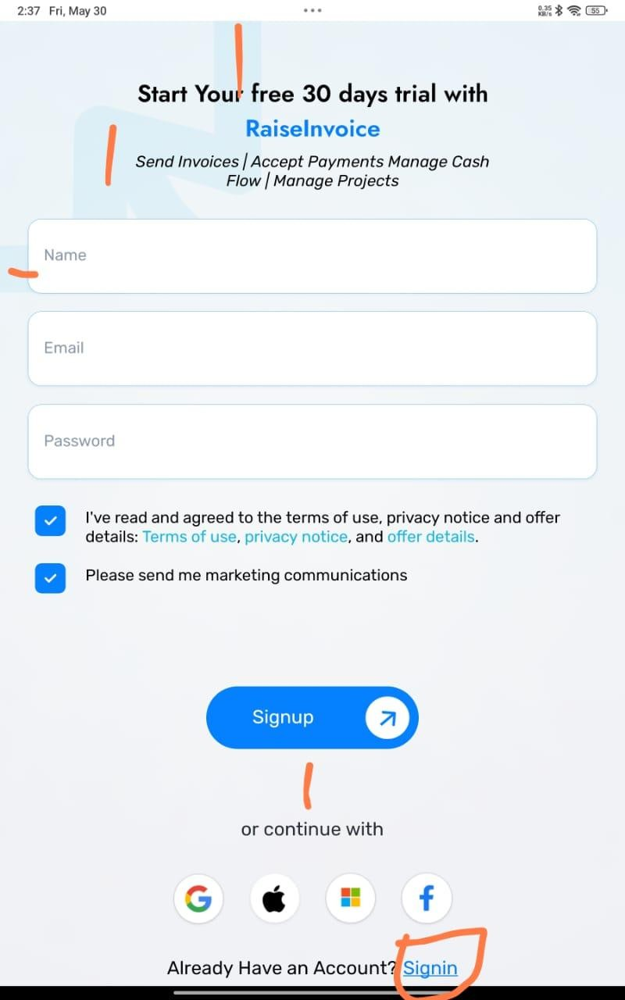 2:37 Fri, May 30
0.35
KB/s
55
Start Your free 30 days trial with
RaiseInvoice
Send Invoices | Accept Payments Manage Cash
Flow | Manage Projects
Name
Email
Password
I've read and agreed to the terms of use, privacy notice and offer
details: Terms of use, privacy notice, and offer details.
Please send me marketing communications
Signup
or continue with
Already Have an Account? Signin